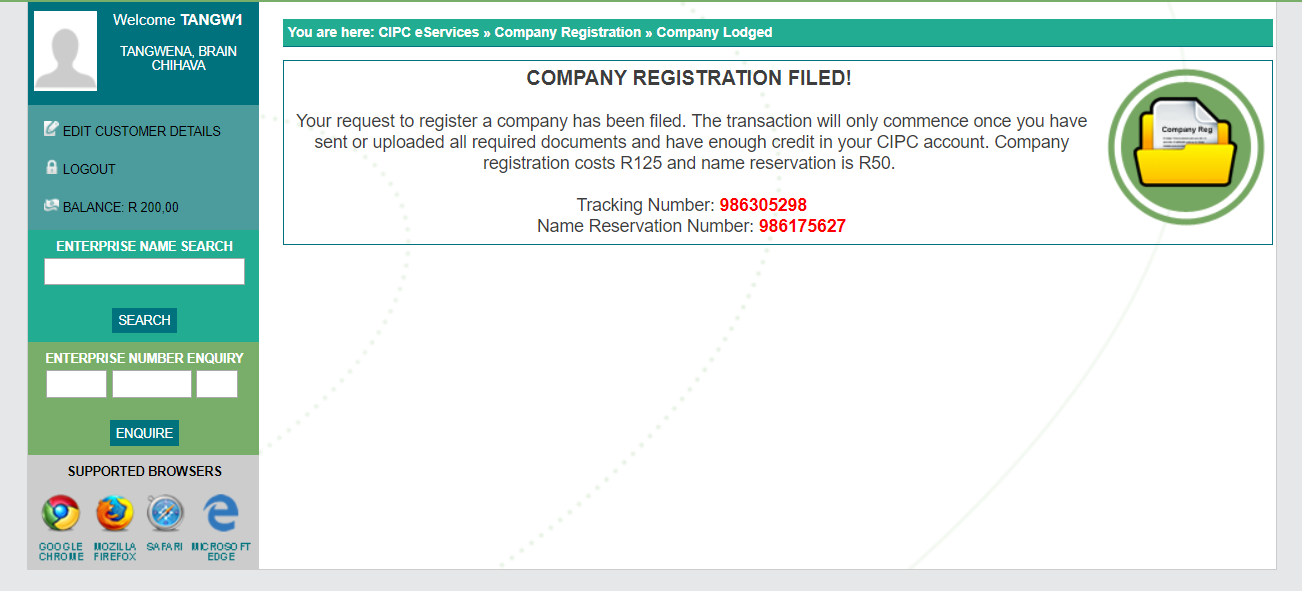 Welcome TANGW1
TANGWENA, BRAIN
CHIHAVA
EDIT CUSTOMER DETAILS
LOGOUT
BALANCE: R 200,00
ENTERPRISE NAME SEARCH
SEARCH
ENTERPRISE NUMBER ENQUIRY
ENQUIRE
SUPPORTED BROWSERS
GOOGLE CHROME
MOZILLA FIREFOX
SAFARI
MICROSOFT EDGE
You are here: CIPC eServices » Company Registration » Company Lodged
COMPANY REGISTRATION FILED!
Your request to register a company has been filed. The transaction will only commence once you have
sent or uploaded all required documents and have enough credit in your CIPC account. Company
registration costs R125 and name reservation is R50.
Tracking Number: 986305298
Name Reservation Number: 986175627
Company Reg